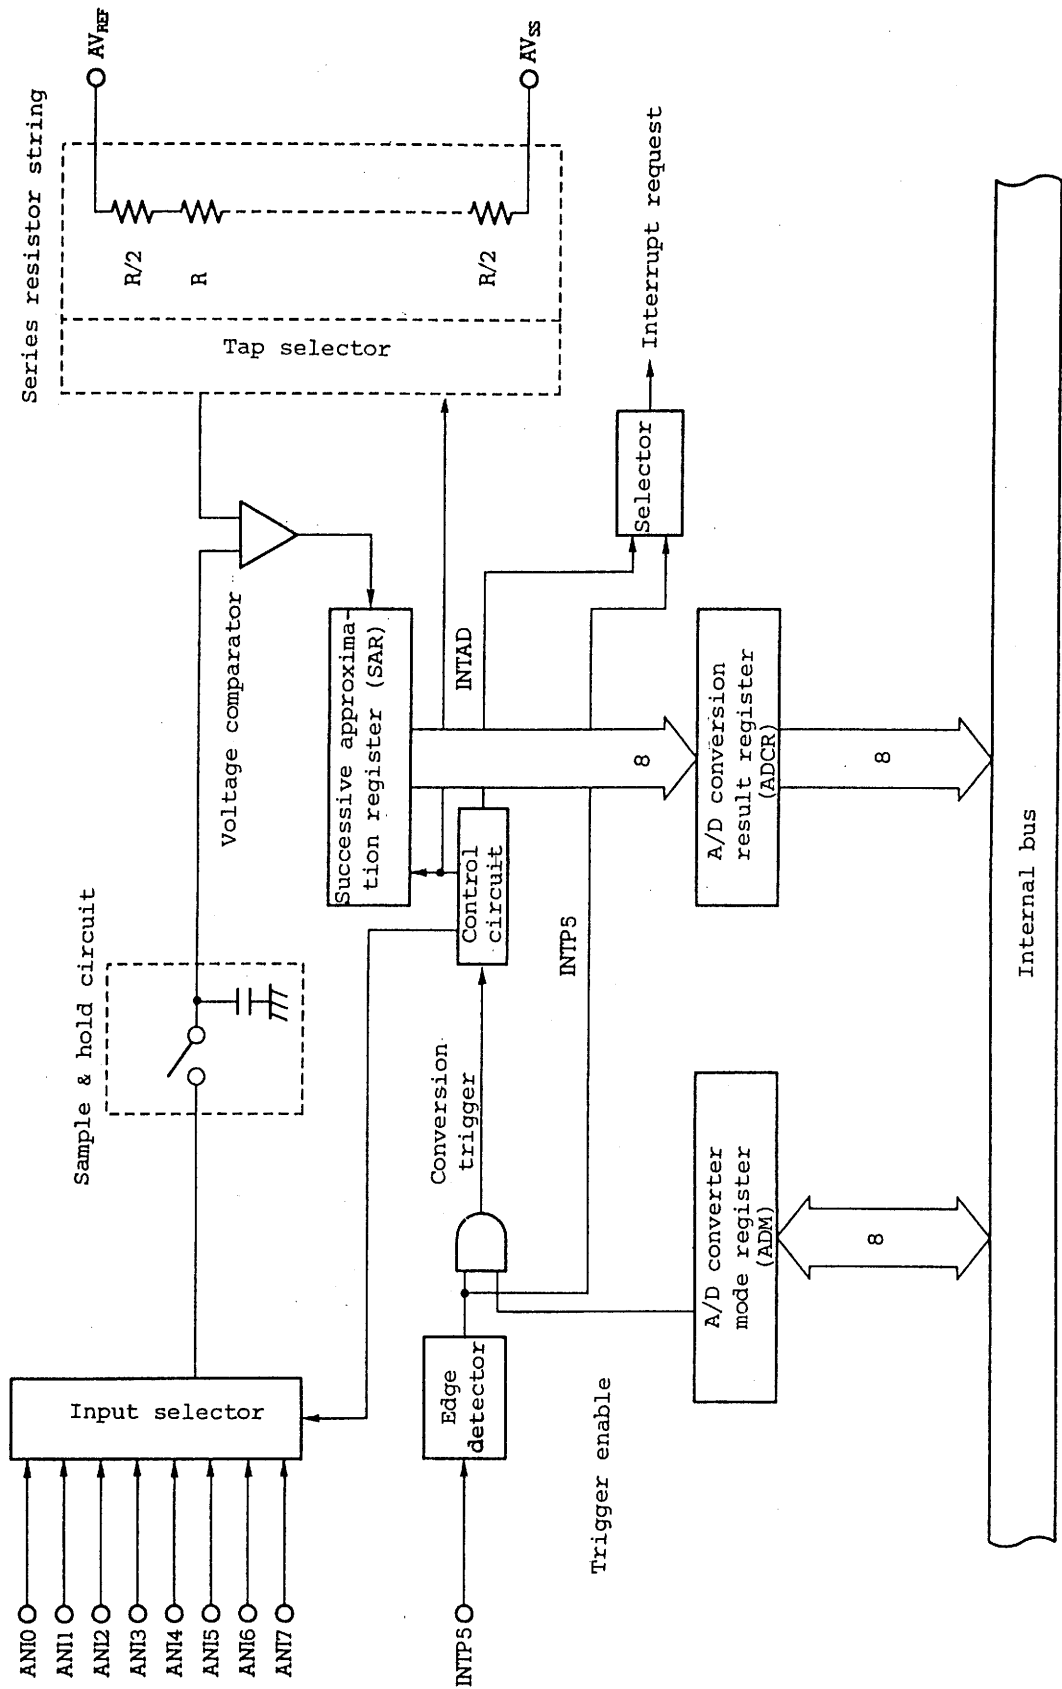 ANI0
ANI1
ANI2
ANI3
ANI4
ANI5
ANI6
ANI7
Input selector
Sample & hold circuit
Voltage comparator
Series resistor string
AVREF
R/2
R
R/2
AVSS
Tap selector
Successive approxima-
tion register (SAR)
INTAD
Control
circuit
Conversion
trigger
INTP5
Edge
detector
INTP5
Selector
Interrupt request
Trigger enable
8
A/D converter
mode register
(ADM)
A/D conversion
result register
(ADCR)
8
8
Internal bus